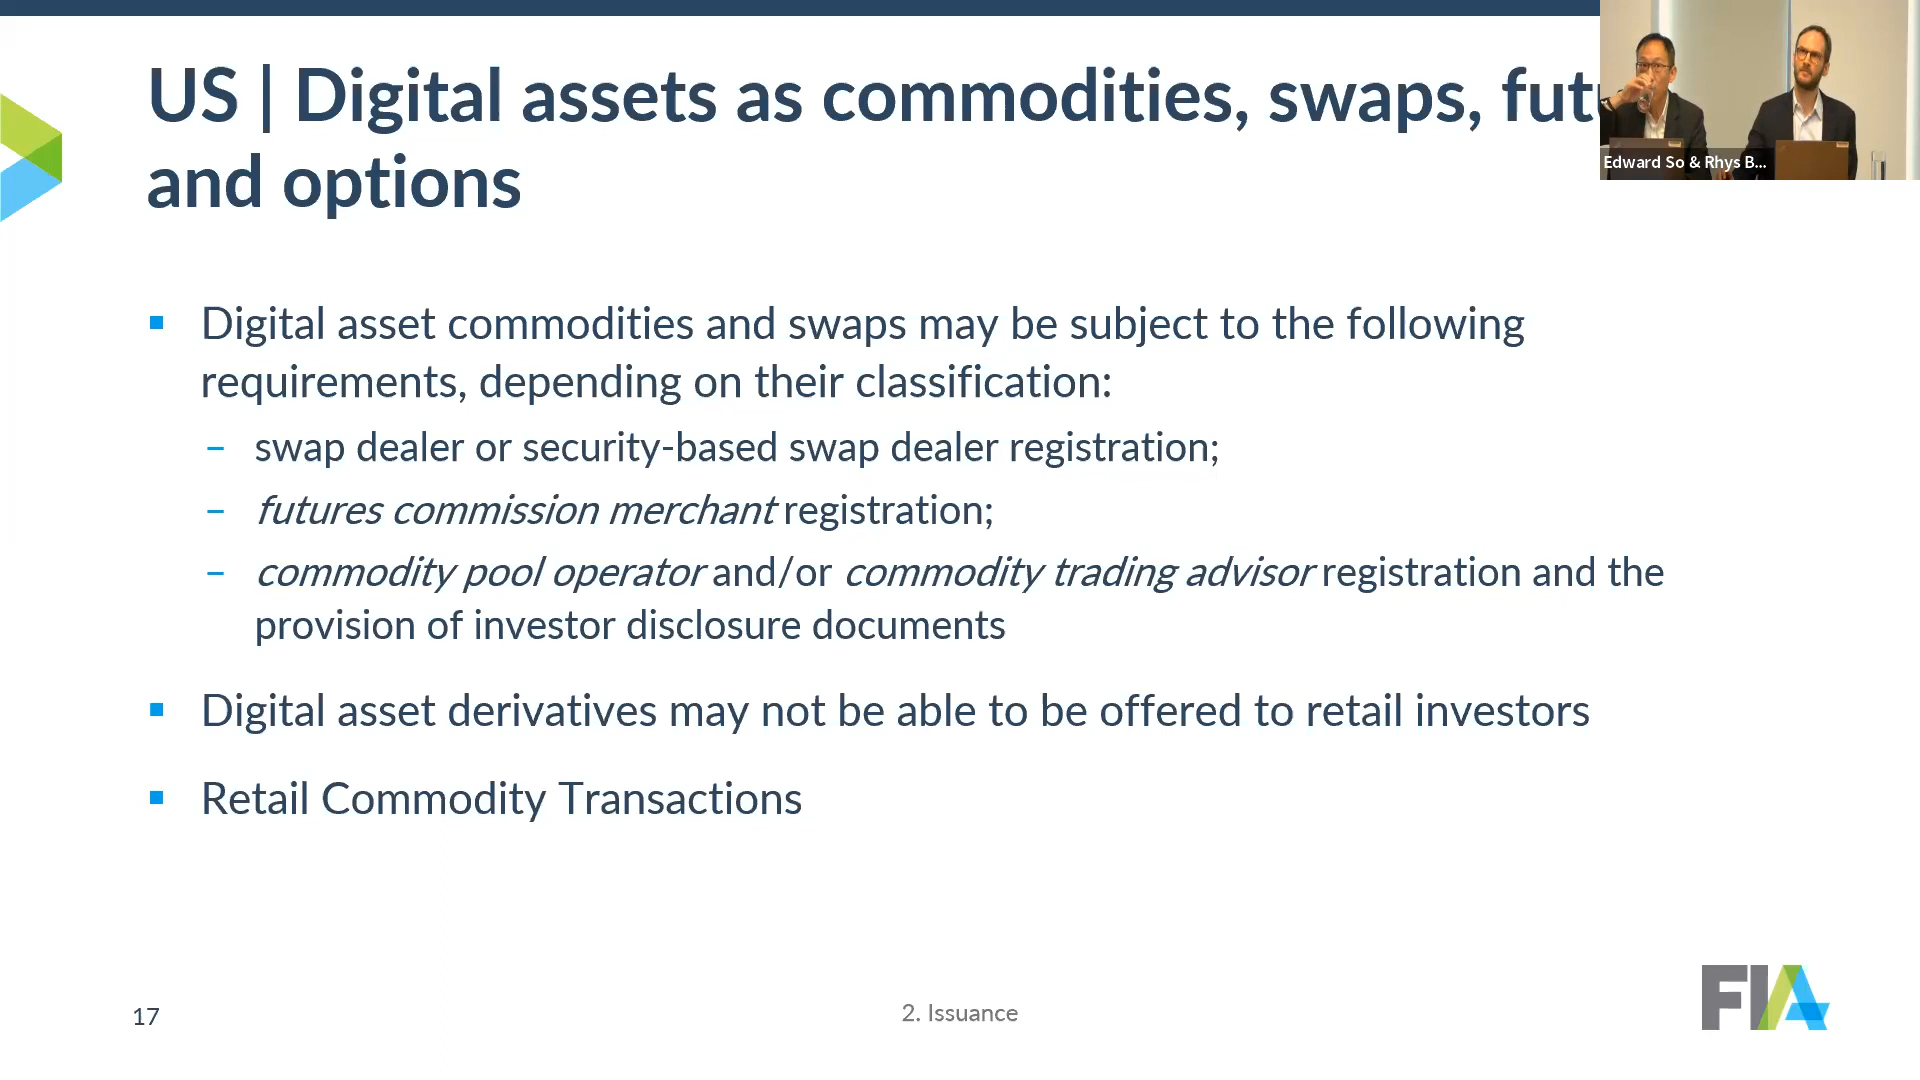 US | Digital assets as commodities, swaps, fut
and options
Edward So & Rhys B...
▪ Digital asset commodities and swaps may be subject to the following
requirements, depending on their classification:
– swap dealer or security-based swap dealer registration;
– futures commission merchant registration;
– commodity pool operator and/or commodity trading advisor registration and the
provision of investor disclosure documents
▪ Digital asset derivatives may not be able to be offered to retail investors
▪ Retail Commodity Transactions
17
2. Issuance
FIA